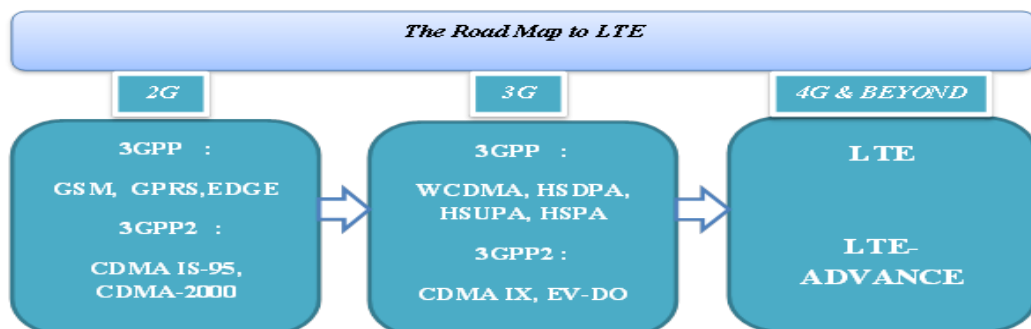 The Road Map to LTE
2G
3GPP :
GSM, GPRS,EDGE
3GPP2 :
CDMA IS-95,
CDMA-2000
3G
3GPP :
WCDMA, HSDPA,
HSUPA, HSPA
3GPP2 :
CDMA IX, EV-DO
4G & BEYOND
LTE
LTE-
ADVANCE